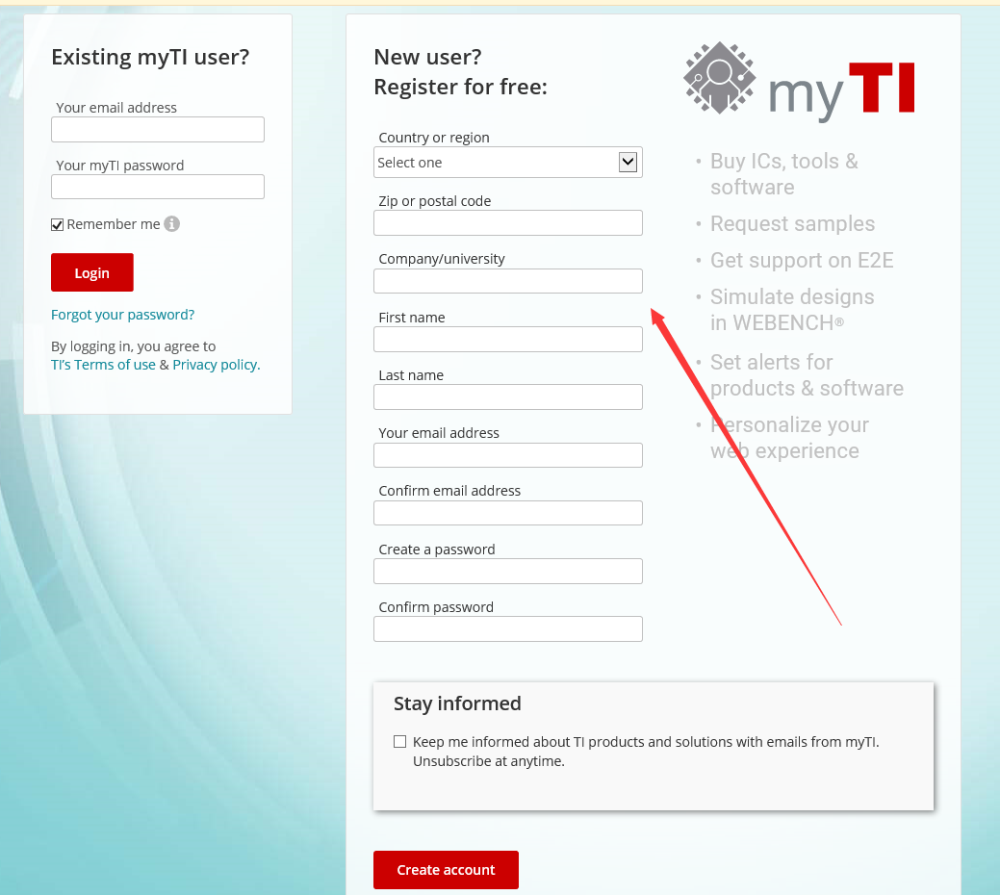 Existing myTI user?
Your email address
Your myTI password
Remember me
Login
Forgot your password?
By logging in, you agree to
TI's Terms of use & Privacy policy.
New user?
Register for free:
Country or region
Select one
Zip or postal code
Company/university
First name
Last name
Your email address
Confirm email address
Create a password
Confirm password
my TI
• Buy ICs, tools &
software
• Request samples
• Get support on E2E
• Simulate designs
in WEBENCH®
• Set alerts for
products & software
• Personalize your
web experience
Stay informed
Keep me informed about TI products and solutions with emails from myTI.
Unsubscribe at anytime.
Create account